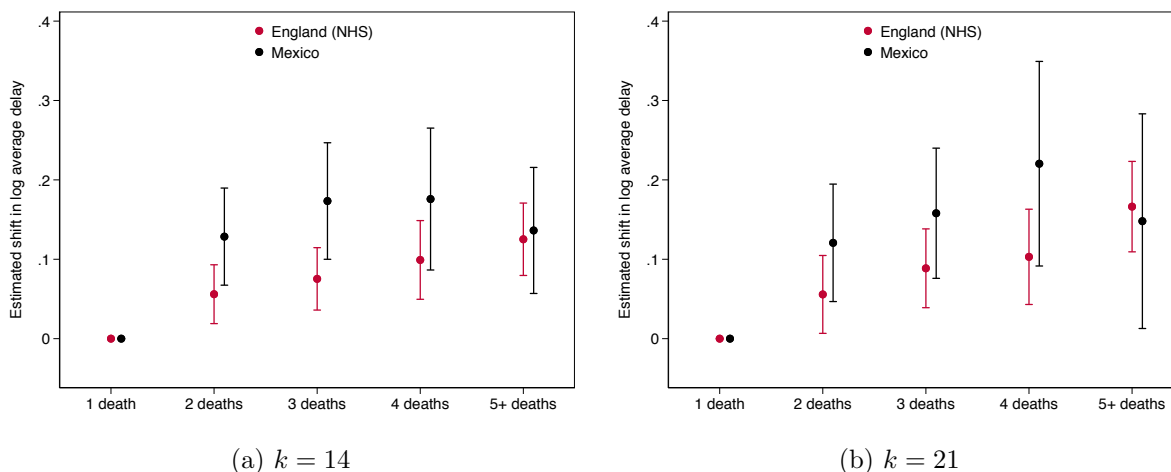 England (NHS)
Mexico
Estimated shift in log average delay
.4
.3
.2
.1
0
1 death 2 deaths 3 deaths 4 deaths 5+ deaths
(a) k = 14
England (NHS)
Mexico
Estimated shift in log average delay
.4
.3
.2
.1
0
1 death 2 deaths 3 deaths 4 deaths 5+ deaths
(b) k = 21